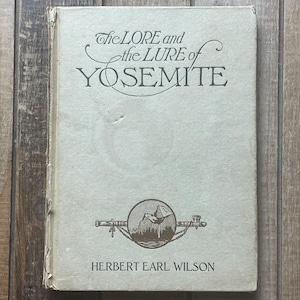 The LORE and
the LURE of
YOSEMITE
HERBERT EARL WILSON